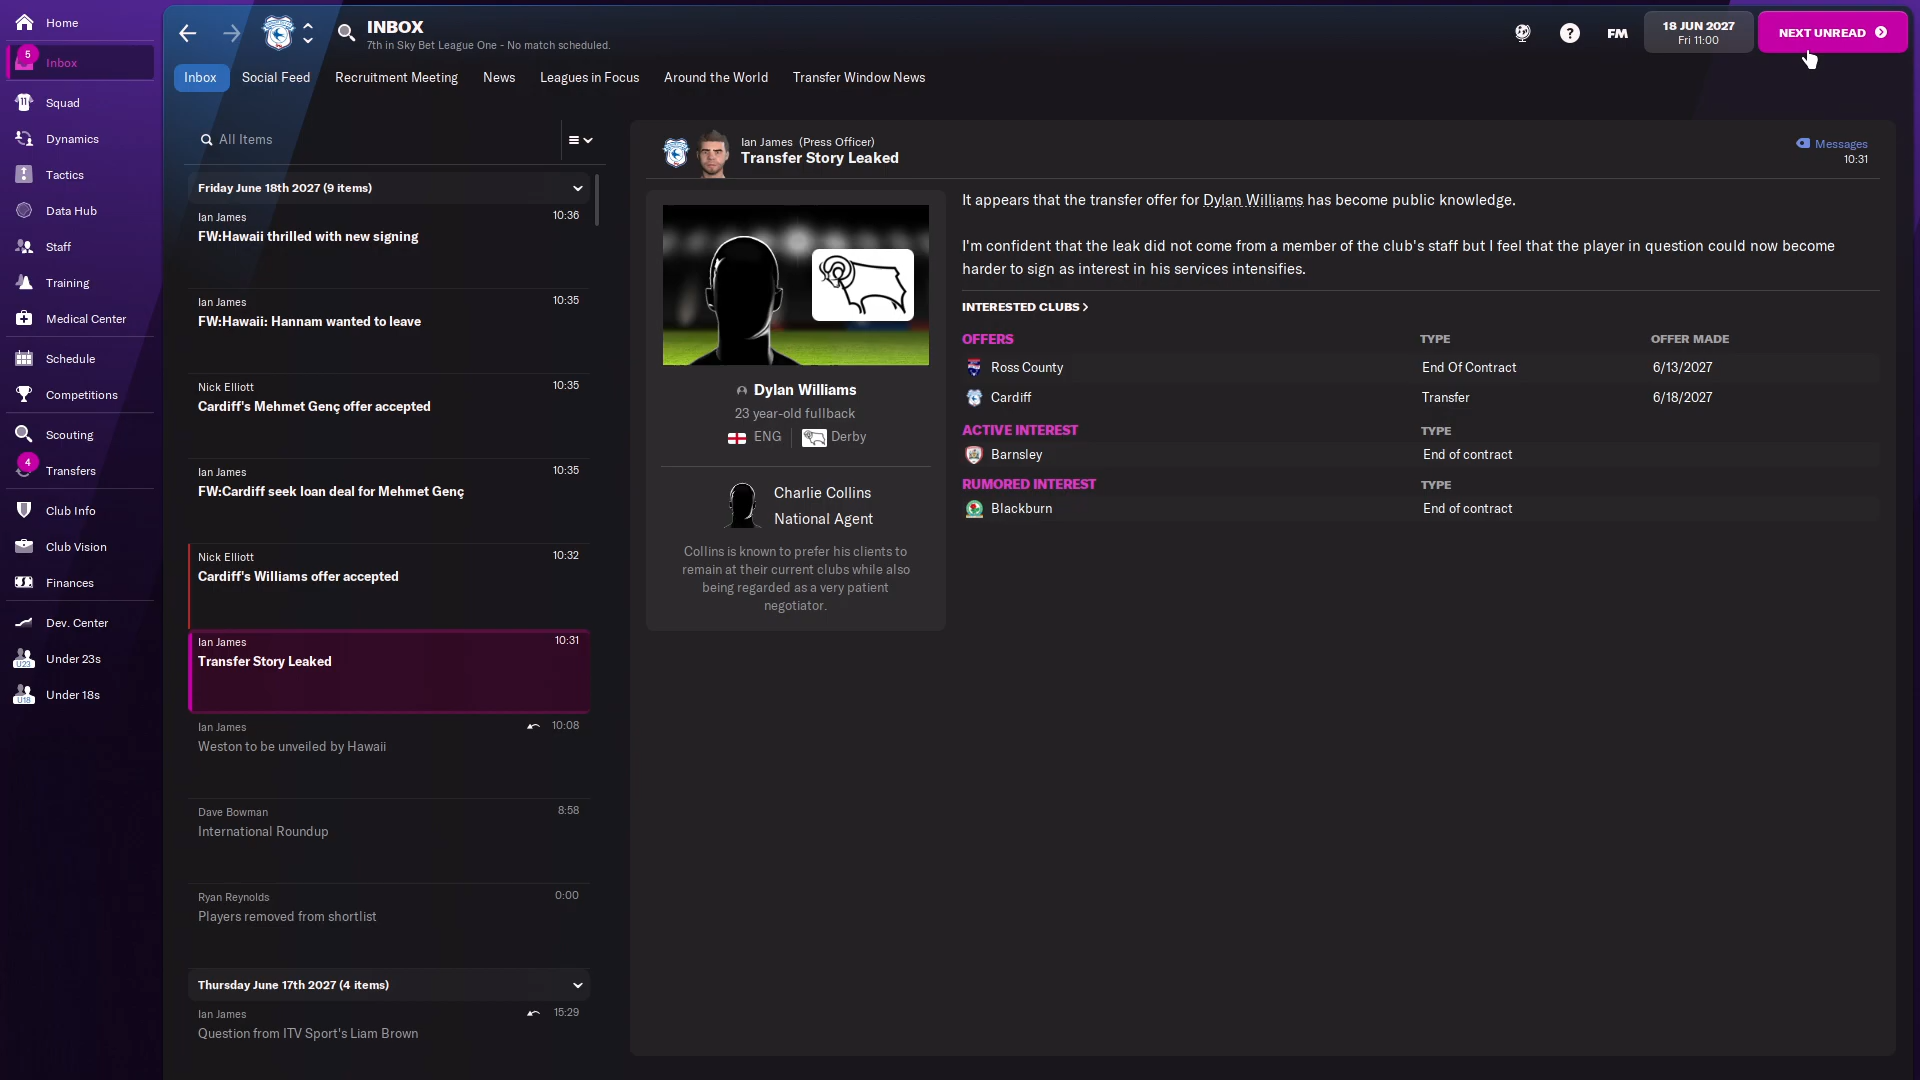 Home
5
Inbox
11
Squad
Dynamics
Tactics
Data Hub
Staff
Training
Medical Center
Schedule
Competitions
Scouting
4
Transfers
Club Info
Club Vision
Finances
Dev. Center
U23
Under 23s
U18
Under 18s
INBOX
7th in Sky Bet League One - No match scheduled.
?
FM
18 JUN 2027
Fri 11:00
NEXT UNREAD
Inbox
Social Feed
Recruitment Meeting
News
Leagues in Focus
Around the World
Transfer Window News
All Items
Friday June 18th 2027 (9 items)
Ian James
10:36
FW:Hawaii thrilled with new signing
Ian James
10:35
FW:Hawaii: Hannam wanted to leave
Nick Elliott
10:35
Cardiff's Mehmet Genç offer accepted
Ian James
10:35
FW:Cardiff seek loan deal for Mehmet Genç
Nick Elliott
10:32
Cardiff's Williams offer accepted
Ian James
10:31
Transfer Story Leaked
Ian James
10:08
Weston to be unveiled by Hawaii
Dave Bowman
8:58
International Roundup
Ryan Reynolds
0:00
Players removed from shortlist
Thursday June 17th 2027 (4 items)
Ian James
15:29
Question from ITV Sport's Liam Brown
Ian James (Press Officer)
Transfer Story Leaked
Messages
10:31
Dylan Williams
23 year-old fullback
ENG
Derby
Charlie Collins
National Agent
Collins is known to prefer his clients to
remain at their current clubs while also
being regarded as a very patient
negotiator.
It appears that the transfer offer for Dylan Williams has become public knowledge.
I'm confident that the leak did not come from a member of the club's staff but I feel that the player in question could now become
harder to sign as interest in his services intensifies.
INTERESTED CLUBS >
OFFERS
TYPE
OFFER MADE
Ross County
End Of Contract
6/13/2027
Cardiff
Transfer
6/18/2027
ACTIVE INTEREST
TYPE
Barnsley
End of contract
RUMORED INTEREST
TYPE
Blackburn
End of contract